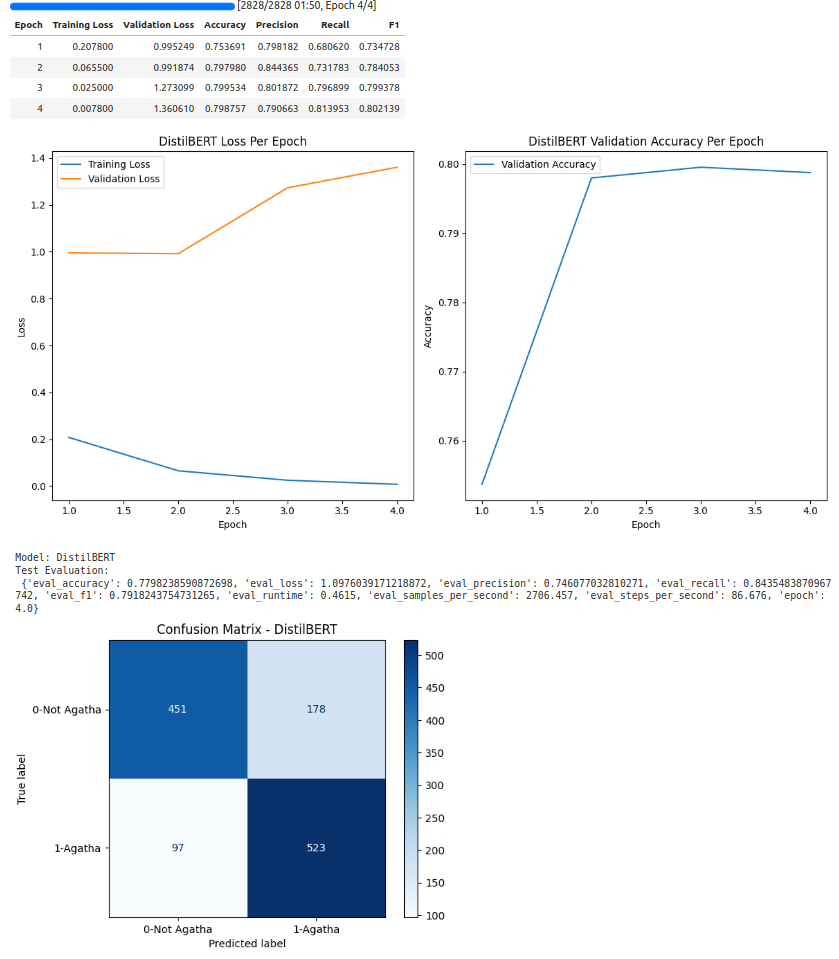 [2828/2828 01:50, Epoch 4/4]
Epoch Training Loss Validation Loss Accuracy Precision Recall F1
1 0.207800 0.995249 0.753691 0.798182 0.680620 0.734728
2 0.065500 0.991874 0.797980 0.844365 0.731783 0.784053
3 0.025000 1.273099 0.799534 0.801872 0.796899 0.799378
4 0.007800 1.360610 0.798757 0.790663 0.813953 0.802139
DistilBERT Loss Per Epoch
Training Loss
Validation Loss
1.4
1.2
1.0
0.8
0.6
0.4
0.2
0.0
Loss
1.0 1.5 2.0 2.5 3.0 3.5 4.0
Epoch
DistilBERT Validation Accuracy Per Epoch
Validation Accuracy
0.80
0.79
0.78
0.77
0.76
Accuracy
1.0 1.5 2.0 2.5 3.0 3.5 4.0
Epoch
Model: DistilBERT
Test Evaluation:
{'eval_accuracy': 0.7798238590872698, 'eval_loss': 1.0976039171218872, 'eval_precision': 0.746077032810271, 'eval_recall': 0.8435483870967
742, 'eval_f1': 0.7918243754731265, 'eval_runtime': 0.4615, 'eval_samples_per_second': 2706.457, 'eval_steps_per_second': 86.676, 'epoch':
4.0}
Confusion Matrix - DistilBERT
0-Not Agatha
451 178
1-Agatha
97 523
True label
0-Not Agatha 1-Agatha
Predicted label
500
450
400
350
300
250
200
150
100